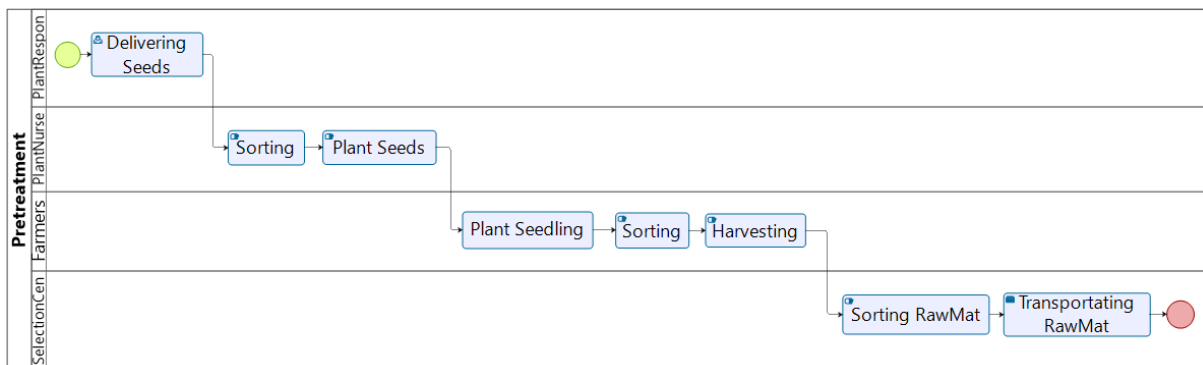 Pretreatment
PlantRespon
Delivering
Seeds
PlantNurse
Sorting
Plant Seeds
Farmers
Plant Seedling
Sorting
Harvesting
SelectionCen
Sorting RawMat
Transportating
RawMat